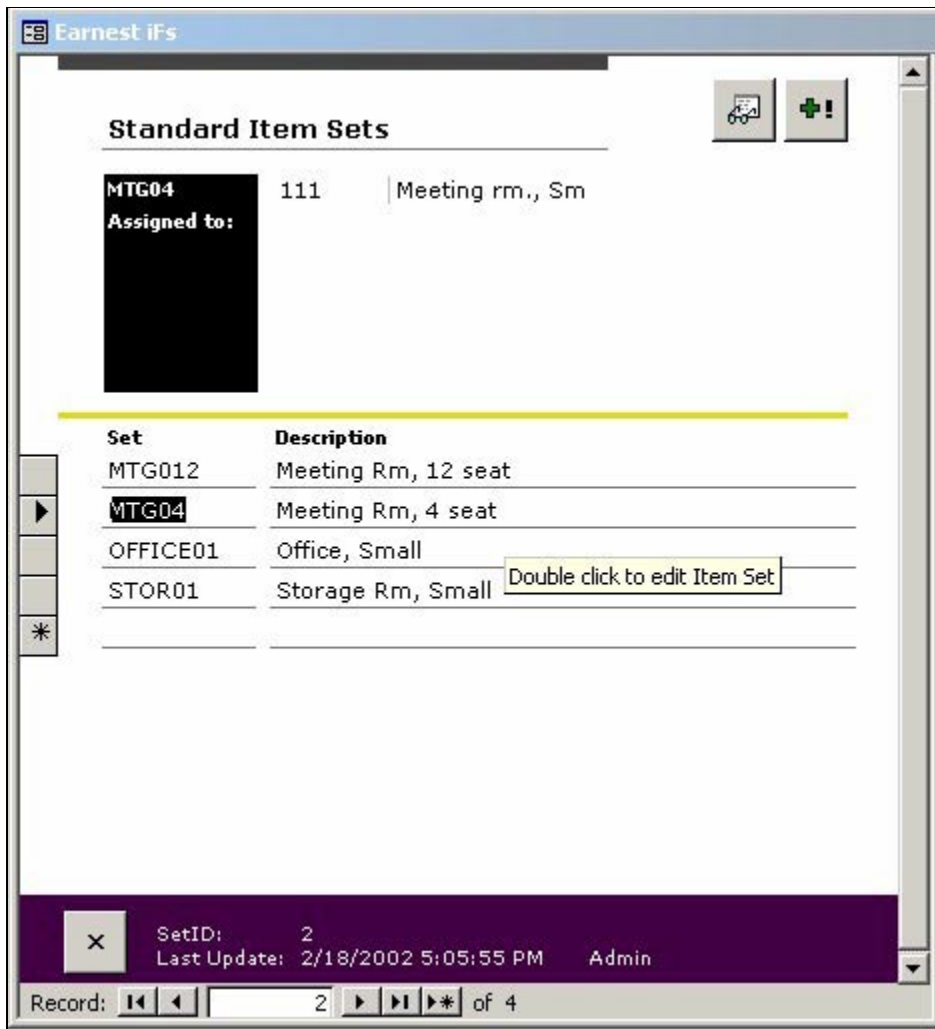 Earnest iFs
Standard Item Sets
MTG04 111 Meeting rm., Sm
Assigned to:
Set Description
MTG012 Meeting Rm, 12 seat
MTG04 Meeting Rm, 4 seat
OFFICE01 Office, Small
Double click to edit Item Set
STOR01 Storage Rm, Small
SetID: 2
Last Update: 2/18/2002 5:05:55 PM Admin
Record: 2 of 4